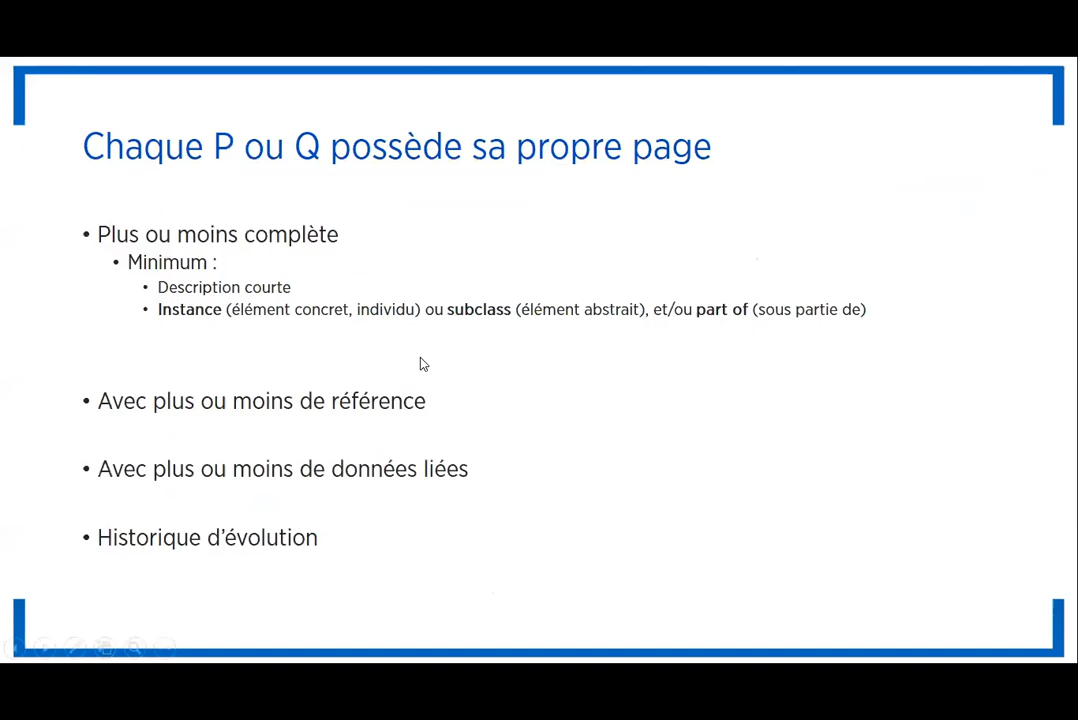 Chaque P ou Q possède sa propre page
• Plus ou moins complète
• Minimum :
• Description courte
• Instance (élément concret, individu) ou subclass (élément abstrait), et/ou part of (sous partie de)
• Avec plus ou moins de référence
• Avec plus ou moins de données liées
• Historique d’évolution